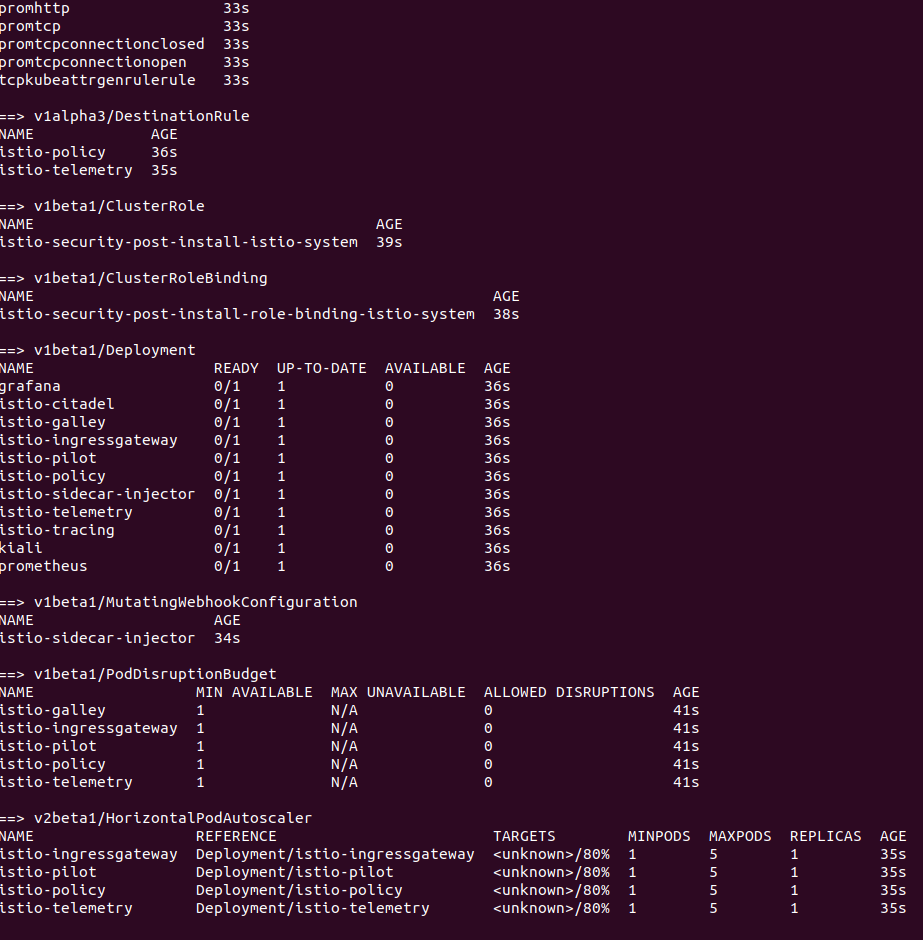 promhttp                 33s
promtcp                  33s
promtcpconnectionclosed  33s
promtcpconnectionopen    33s
tcpkubeattrgenrulerule   33s
==> v1alpha3/DestinationRule
NAME             AGE
istio-policy     36s
istio-telemetry  35s
==> v1beta1/ClusterRole
NAME                                      AGE
istio-security-post-install-istio-system  39s
==> v1beta1/ClusterRoleBinding
NAME                                                   AGE
istio-security-post-install-role-binding-istio-system  38s
==> v1beta1/Deployment
NAME                    READY  UP-TO-DATE  AVAILABLE  AGE
grafana                 0/1    1           0          36s
istio-citadel           0/1    1           0          36s
istio-galley            0/1    1           0          36s
istio-ingressgateway    0/1    1           0          36s
istio-pilot             0/1    1           0          36s
istio-policy            0/1    1           0          36s
istio-sidecar-injector  0/1    1           0          36s
istio-telemetry         0/1    1           0          36s
istio-tracing           0/1    1           0          36s
kiali                   0/1    1           0          36s
prometheus              0/1    1           0          36s
==> v1beta1/MutatingWebhookConfiguration
NAME                    AGE
istio-sidecar-injector  34s
==> v1beta1/PodDisruptionBudget
NAME                  MIN AVAILABLE  MAX UNAVAILABLE  ALLOWED DISRUPTIONS  AGE
istio-galley          1              N/A              0                    41s
istio-ingressgateway  1              N/A              0                    41s
istio-pilot           1              N/A              0                    41s
istio-policy          1              N/A              0                    41s
istio-telemetry       1              N/A              0                    41s
==> v2beta1/HorizontalPodAutoscaler
NAME                  REFERENCE                        TARGETS        MINPODS  MAXPODS  REPLICAS  AGE
istio-ingressgateway  Deployment/istio-ingressgateway  <unknown>/80%  1        5        1         35s
istio-pilot           Deployment/istio-pilot           <unknown>/80%  1        5        1         35s
istio-policy          Deployment/istio-policy          <unknown>/80%  1        5        1         35s
istio-telemetry       Deployment/istio-telemetry       <unknown>/80%  1        5        1         35s